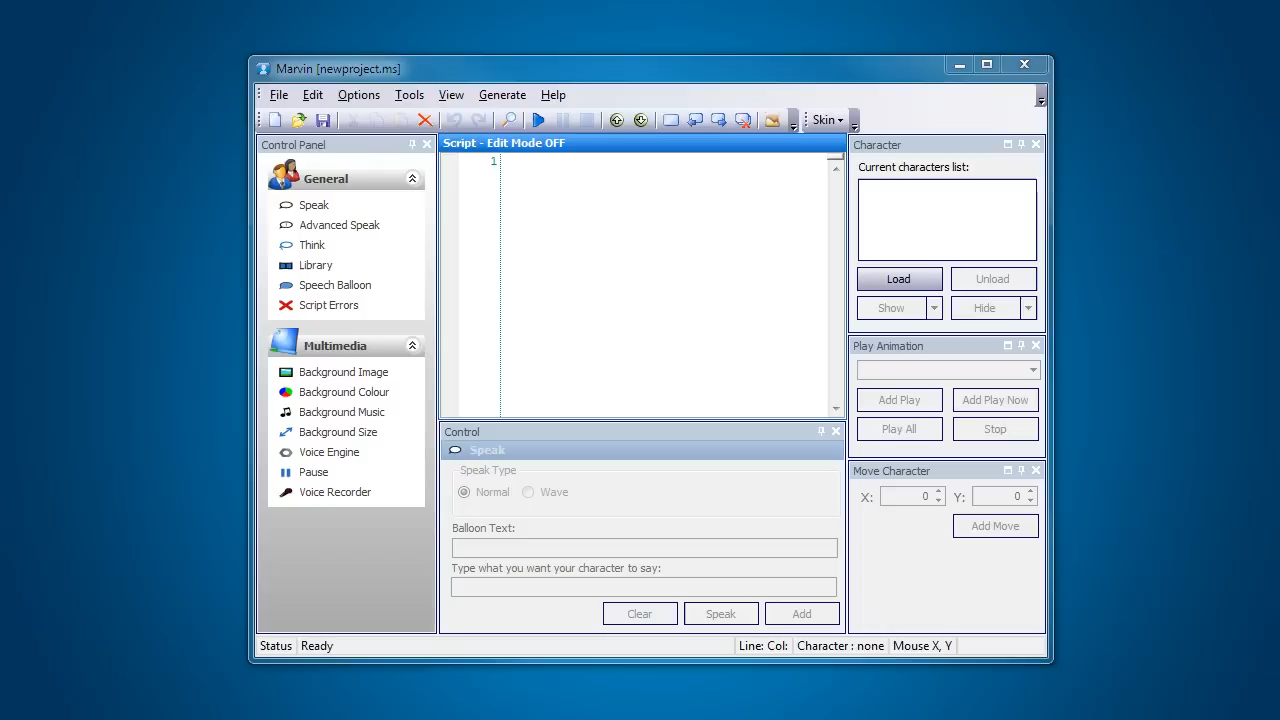 Marvin [newproject.ms]
File Edit Options Tools View Generate Help
Skin
Control Panel
General
Speak
Advanced Speak
Think
Library
Speech Balloon
Script Errors
Multimedia
Background Image
Background Colour
Background Music
Background Size
Voice Engine
Pause
Voice Recorder
Script - Edit Mode OFF
1
Control
Speak
Speak Type
Normal Wave
Balloon Text:
Type what you want your character to say:
Clear Speak Add
Character
Current characters list:
Load Unload
Show Hide
Play Animation
Add Play Add Play Now
Play All Stop
Move Character
X: 0 Y: 0
Add Move
Status Ready Line: Col: Character : none Mouse X, Y